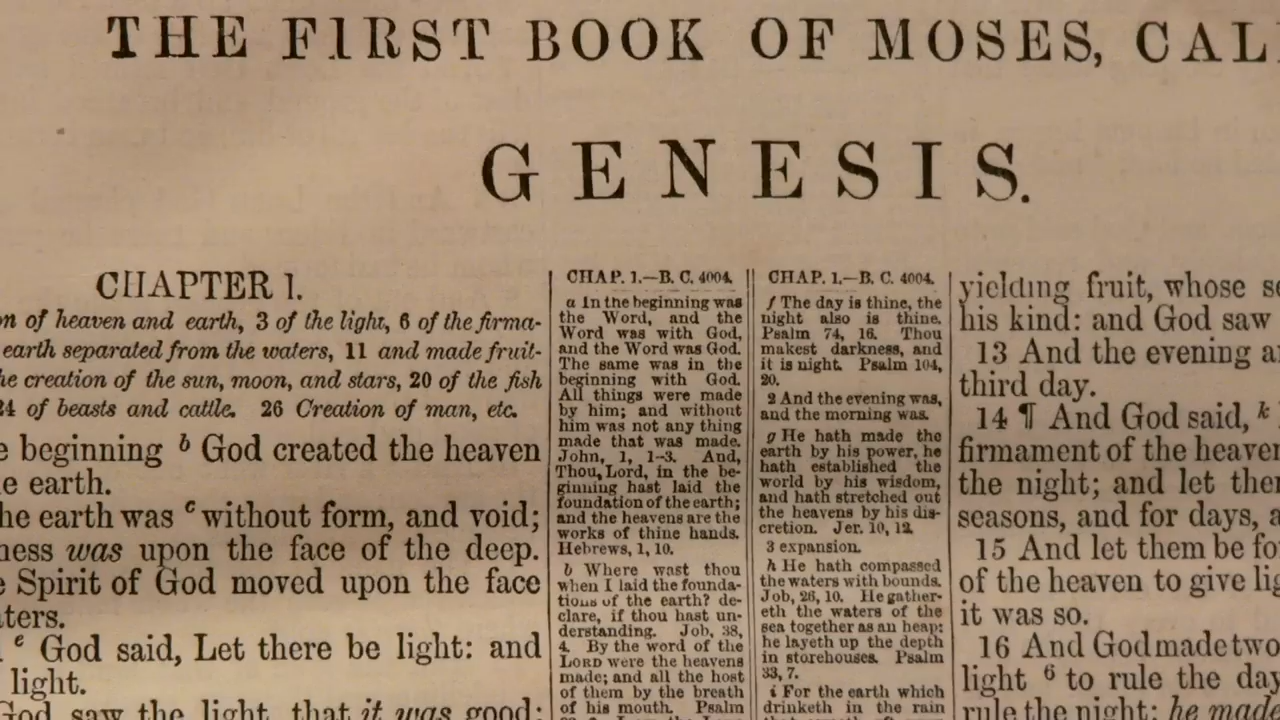 THE FIRST BOOK OF MOSES, CAL
GENESIS.
CHAPTER I.
n of heaven and earth, 3 of the light, 6 of the firma-
earth separated from the waters, 11 and made fruit-
he creation of the sun, moon, and stars, 20 of the fish
24 of beasts and cattle. 26 Creation of man, etc.
e beginning b God created the heaven
e earth.
he earth was c without form, and void;
ness was upon the face of the deep.
e Spirit of God moved upon the face
ters.
e God said, Let there be light: and
light.
God saw the light, that it was good:
CHAP. 1.—B. C. 4004.
a In the beginning was
the Word, and the
Word was with God,
and the Word was God.
The same was in the
beginning with God.
All things were made
by him; and without
him was not any thing
made that was made.
John, 1, 1-3. And,
Thou, Lord, in the be-
ginning hast laid the
foundation of the earth;
and the heavens are the
works of thine hands.
Hebrews, 1, 10.
b Where wast thou
when I laid the founda-
tions of the earth? de-
clare, if thou hast un-
derstanding. Job, 38,
4. By the word of the
LORD were the heavens
made; and all the host
of them by the breath
of his mouth. Psalm
CHAP. 1.—B. C. 4004.
f The day is thine, the
night also is thine.
Psalm 74, 16. Thou
makest darkness, and
it is night. Psalm 104,
20.
2 And the evening was,
and the morning was.
g He hath made the
earth by his power, he
hath established the
world by his wisdom,
and hath stretched out
the heavens by his dis-
cretion. Jer. 10, 12.
3 expansion.
h He hath compassed
the waters with bounds.
Job, 26, 10. He gather-
eth the waters of the
sea together as an heap:
he layeth up the depth
in storehouses. Psalm
33, 7.
i For the earth which
drinketh in the rain
yielding fruit, whose se
his kind: and God saw
13 And the evening a
third day.
14 ¶ And God said, k
firmament of the heaven
the night; and let them
seasons, and for days, a
15 And let them be fo
of the heaven to give lig
it was so.
16 And God made two
light 6 to rule the day
rule the night: he made